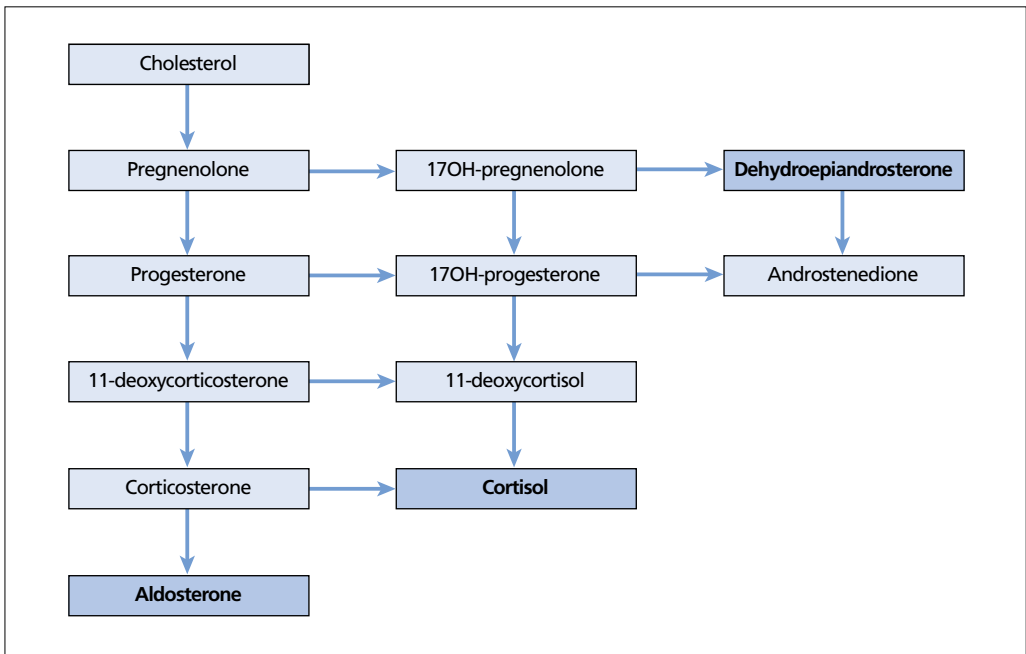 Cholesterol
Pregnenolone
17OH-pregnenolone
Dehydroepiandrosterone
Progesterone
17OH-progesterone
Androstenedione
11-deoxycorticosterone
11-deoxycortisol
Corticosterone
Cortisol
Aldosterone